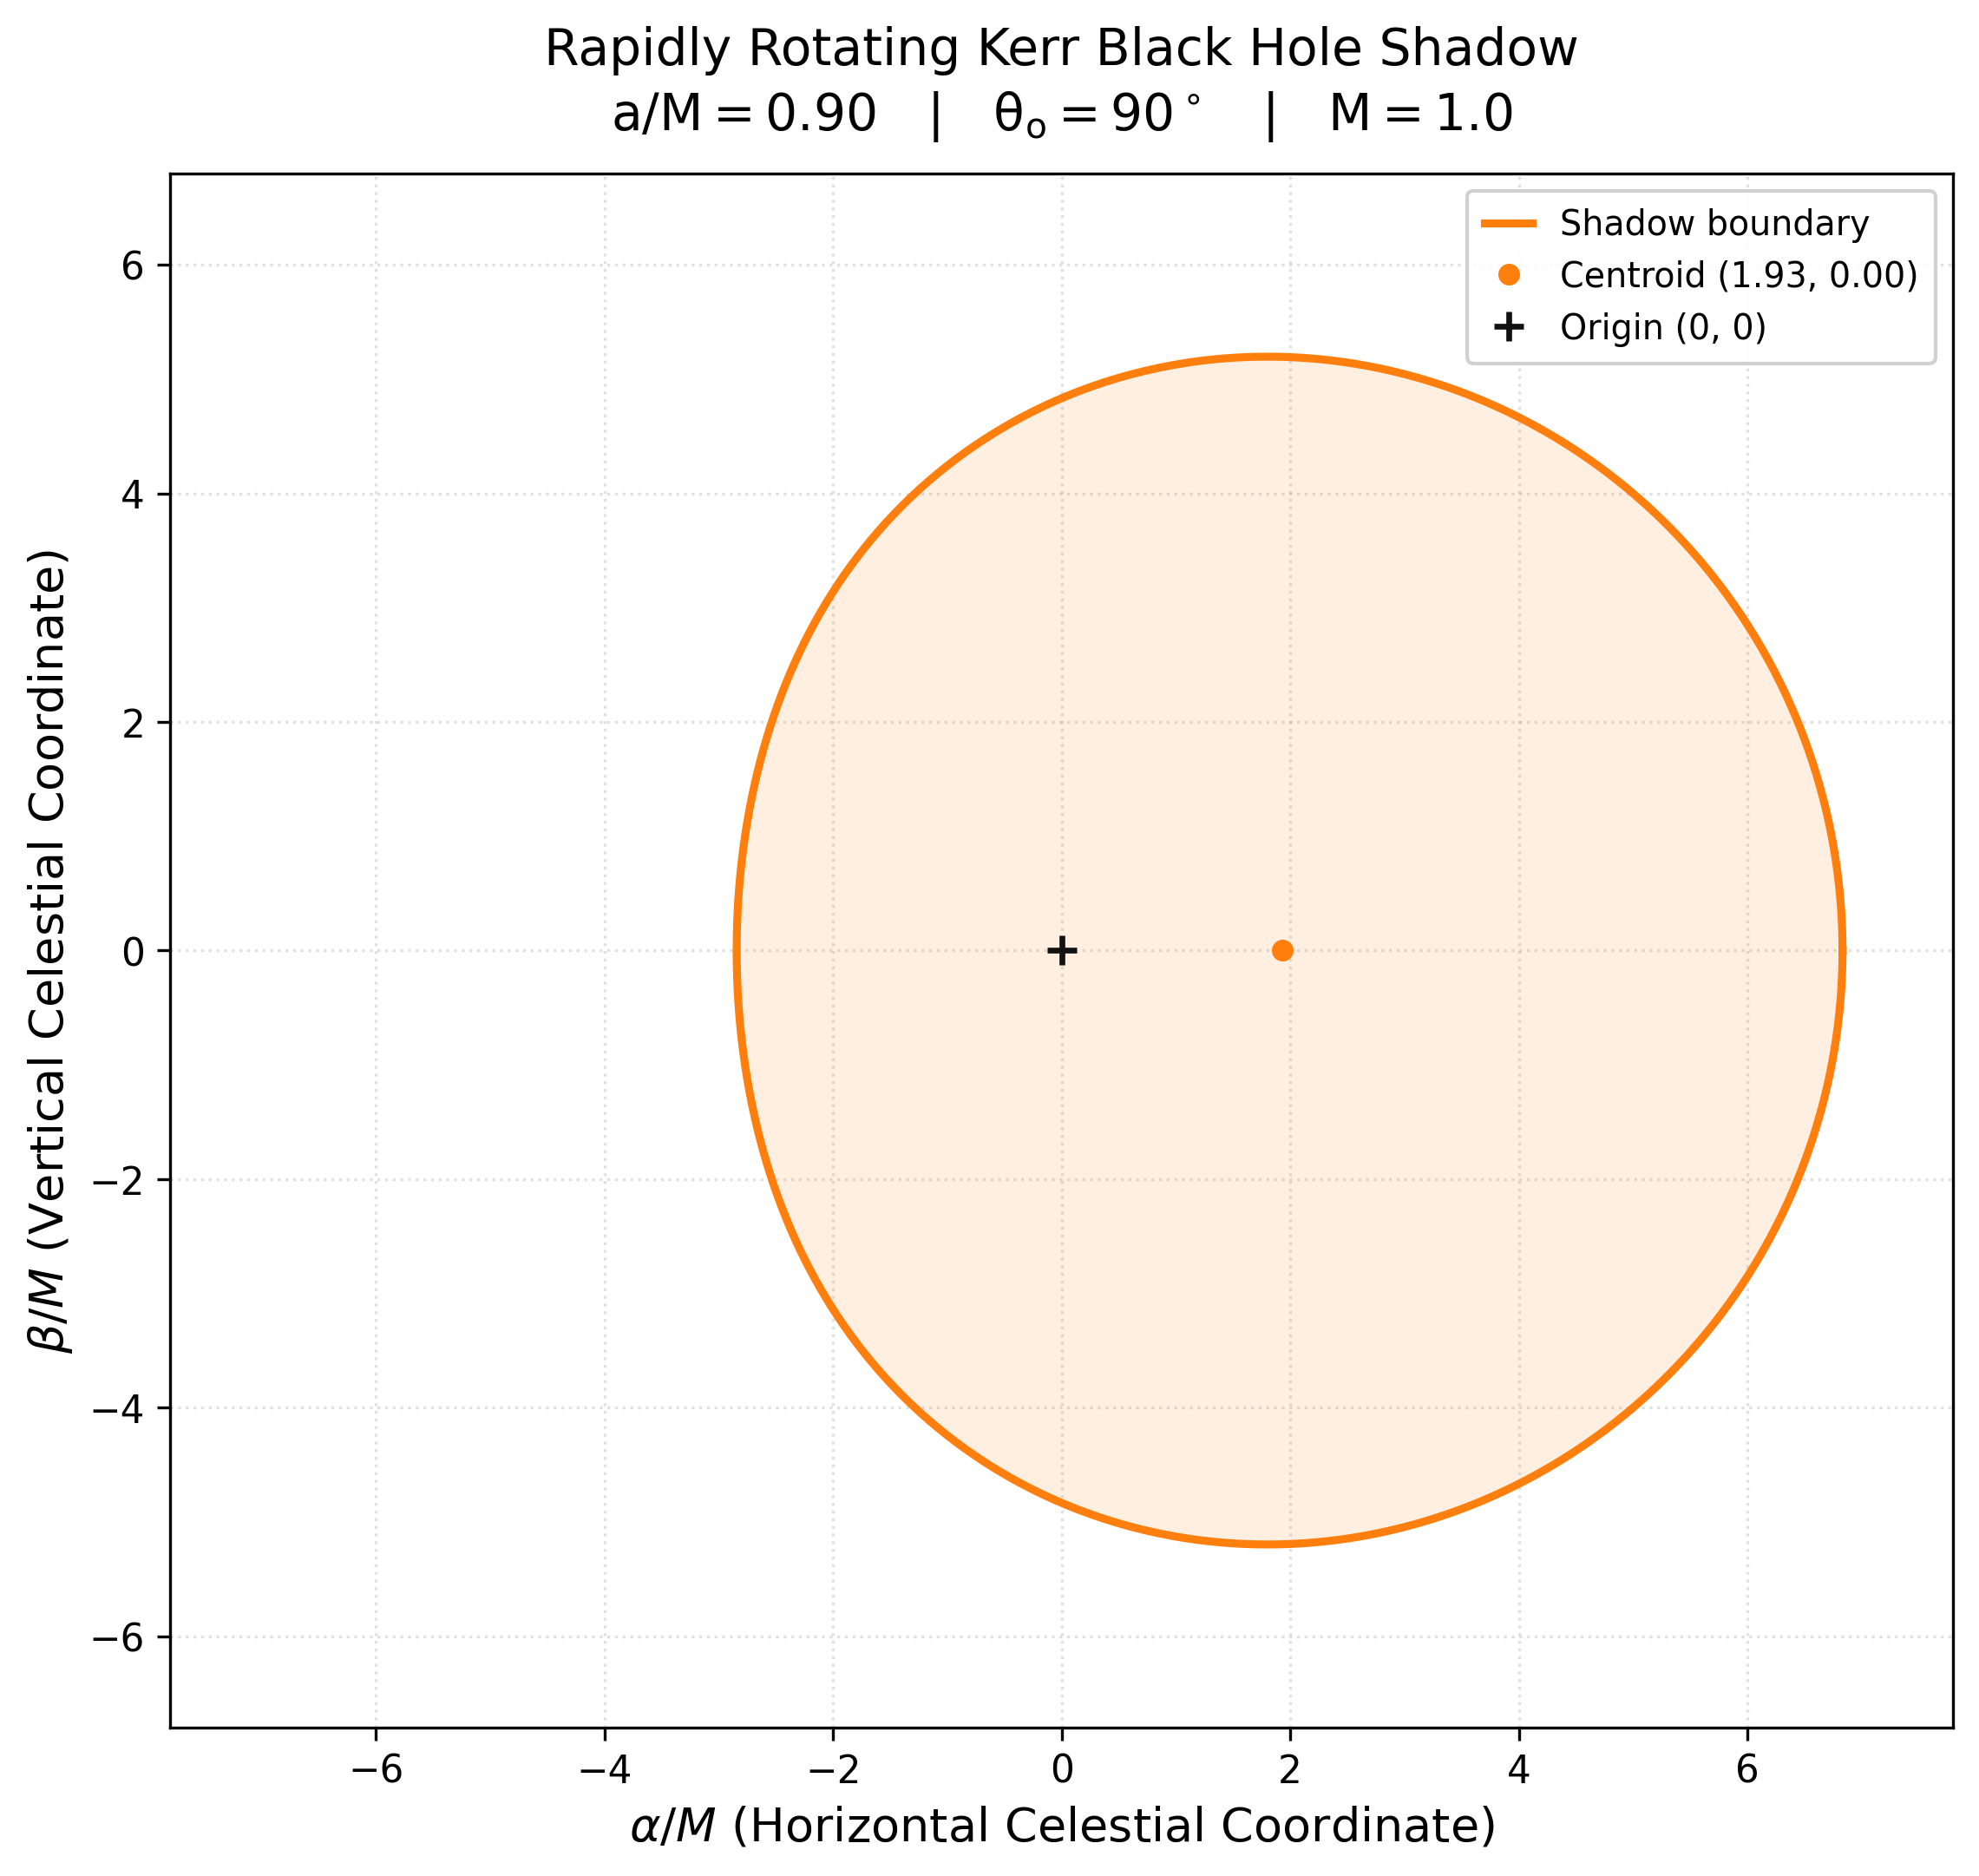 Rapidly Rotating Kerr Black Hole Shadow
a/M = 0.90 | θₒ = 90° | M = 1.0
Shadow boundary
Centroid (1.93, 0.00)
Origin (0, 0)
6
4
2
0
−2
−4
−6
β/M (Vertical Celestial Coordinate)
−6 −4 −2 0 2 4 6
α/M (Horizontal Celestial Coordinate)